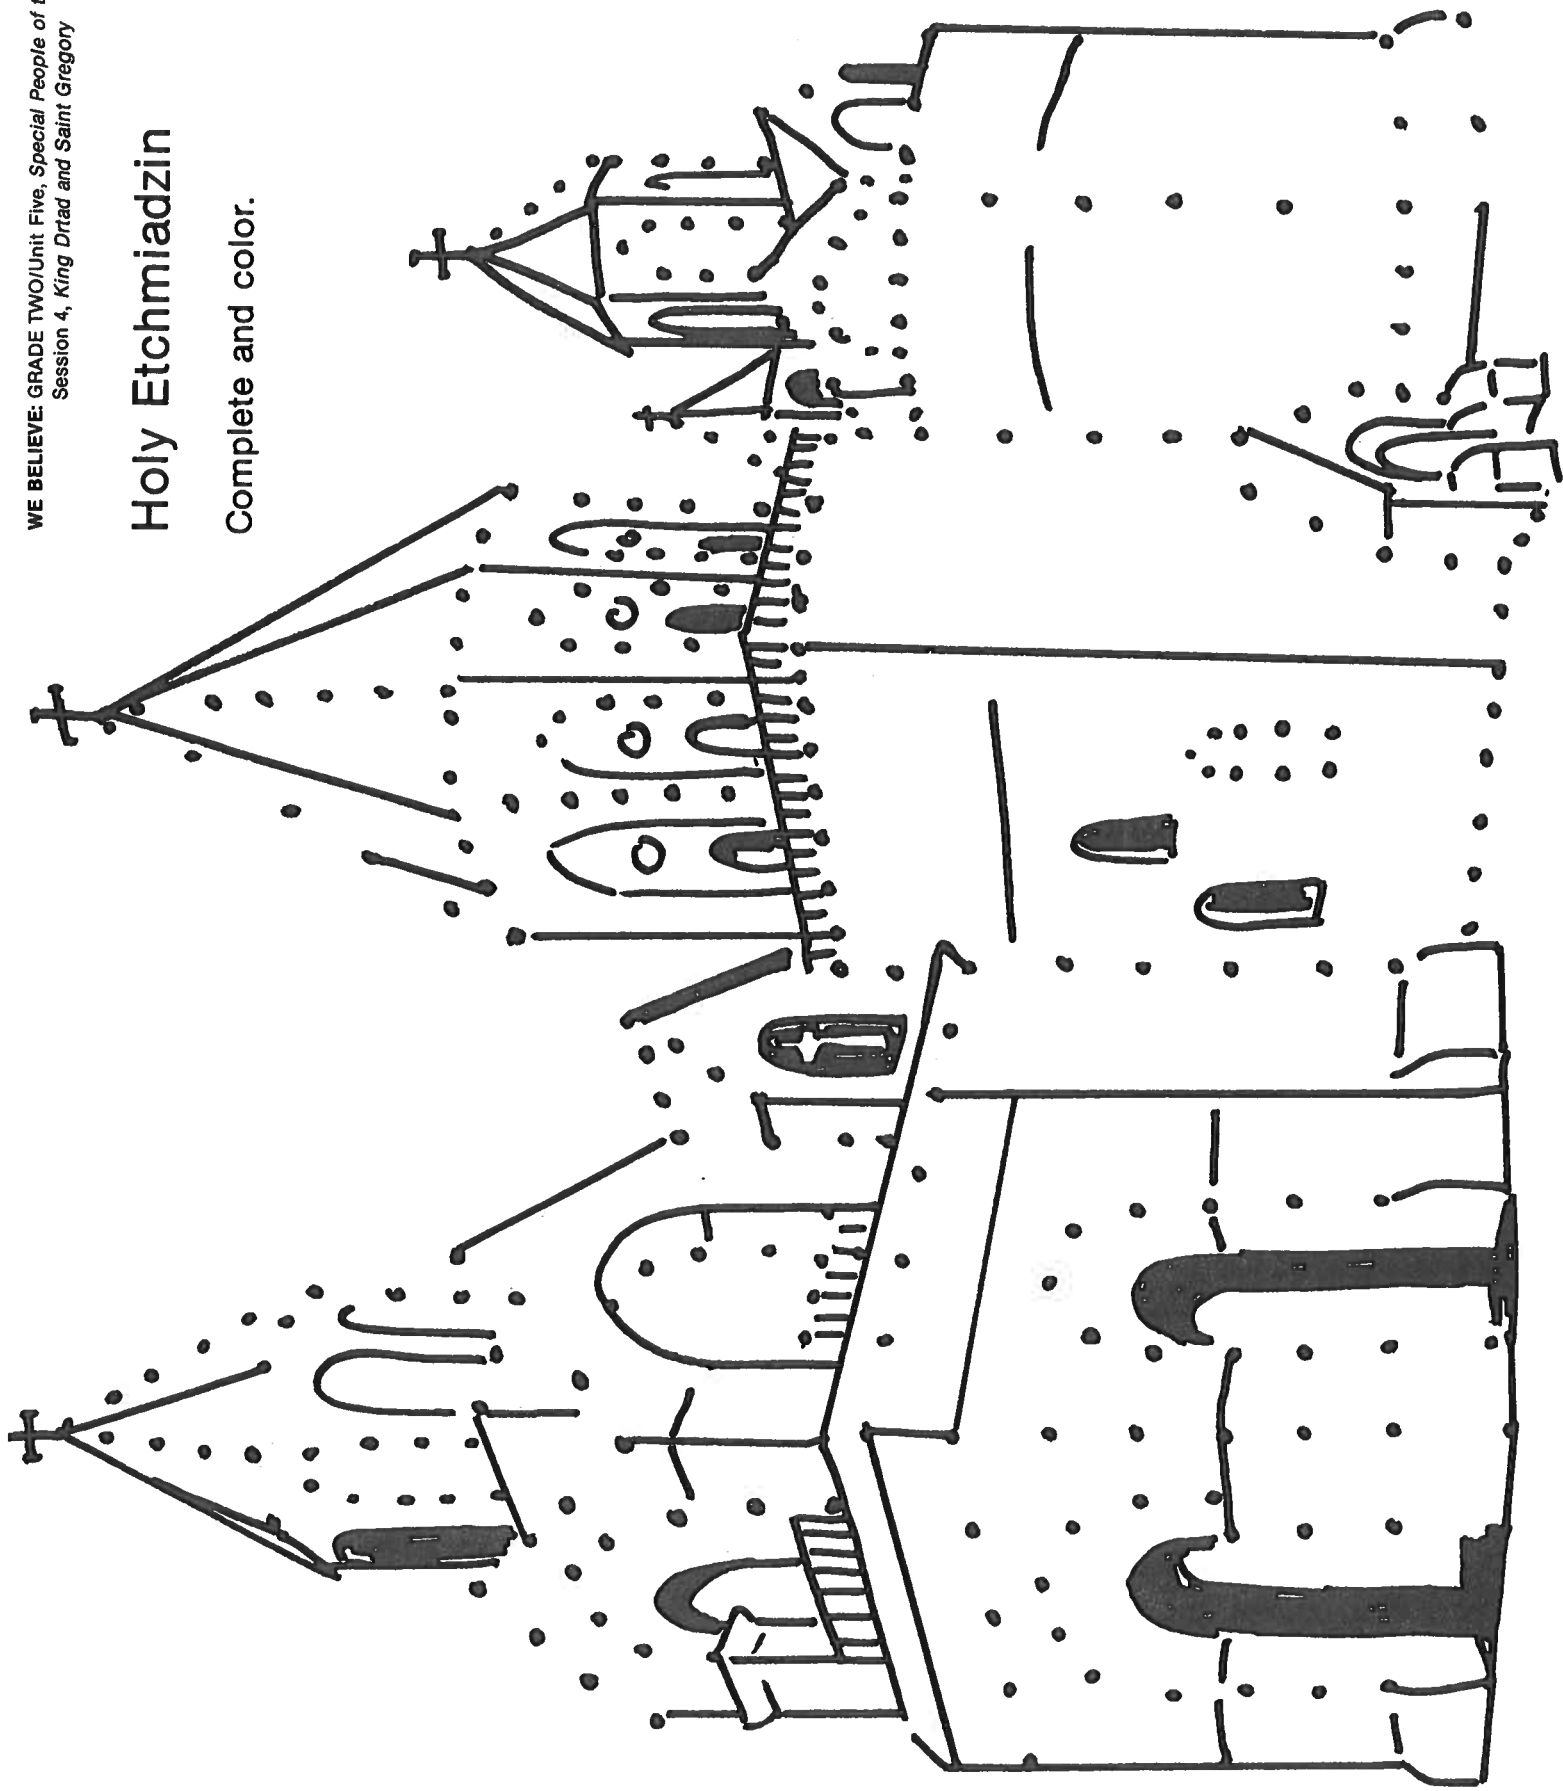 WE BELIEVE: GRADE TWO/Unit Five, Special People of
Session 4, King Drtad and Saint Gregory
Holy Etchmiadzin
Complete and color.